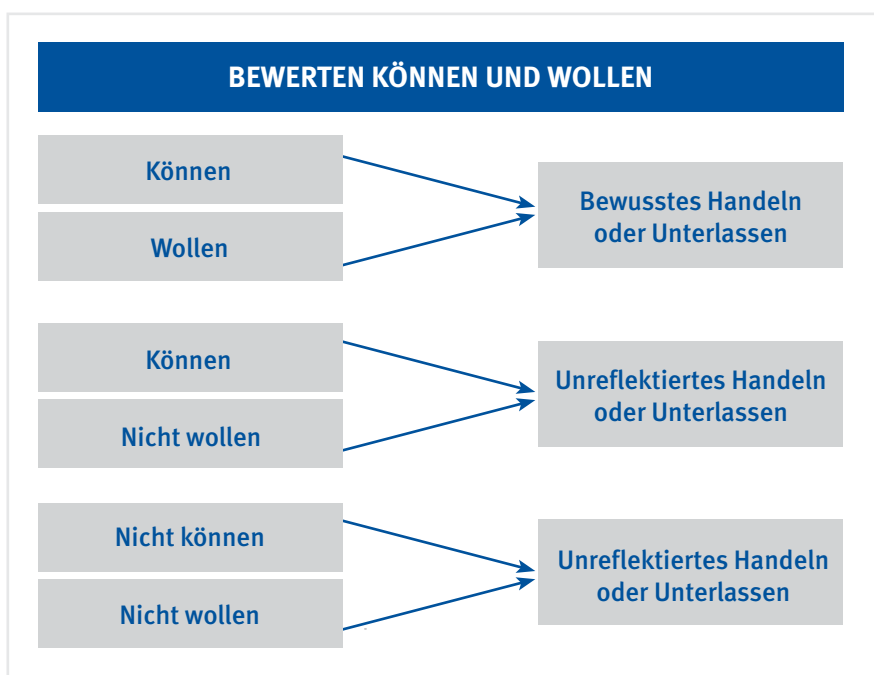 BEWERTEN KÖNNEN UND WOLLEN
Können
Wollen
Bewusstes Handeln
oder Unterlassen
Können
Nicht wollen
Unreflektiertes Handeln
oder Unterlassen
Nicht können
Nicht wollen
Unreflektiertes Handeln
oder Unterlassen